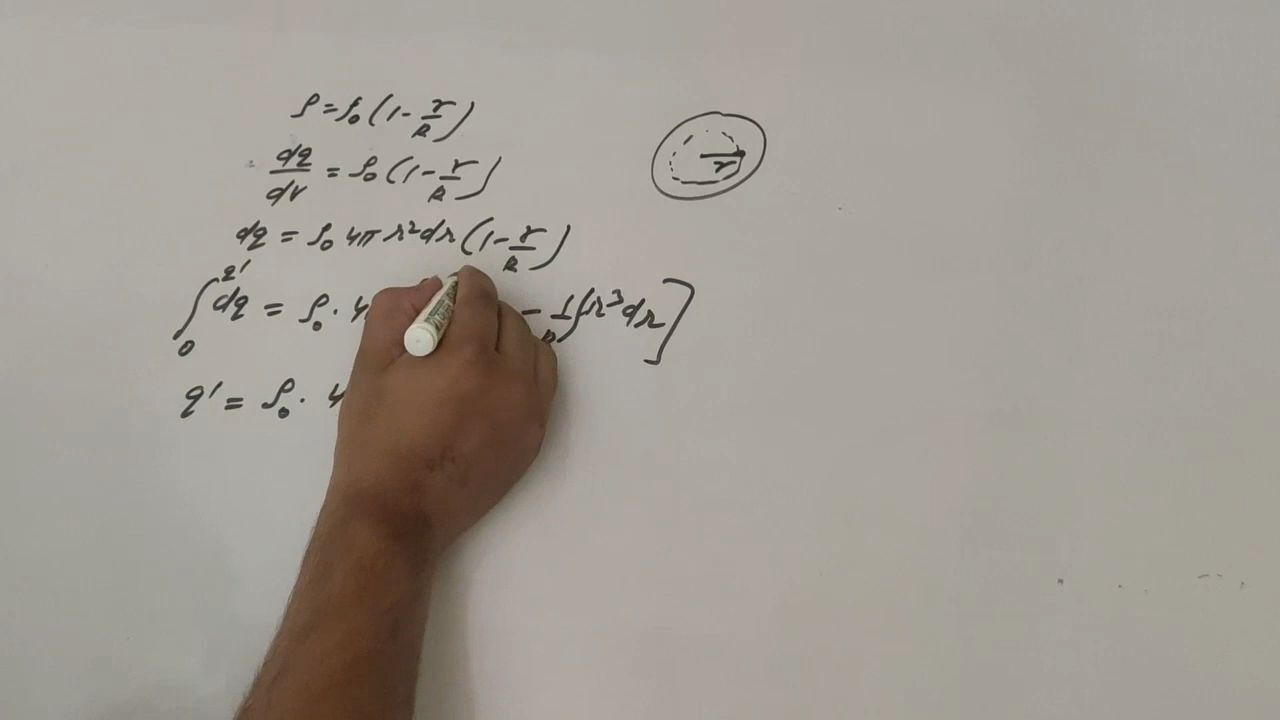 ρ = ρ₀ (1 - r/R)
dq/dV = ρ₀ (1 - r/R)
dq = ρ₀ 4π r² dr (1 - r/R)
∫₀^q' dq = ρ₀ · 4 - 1/R ∫ r³ dr ]
q' = ρ₀ · 4
r